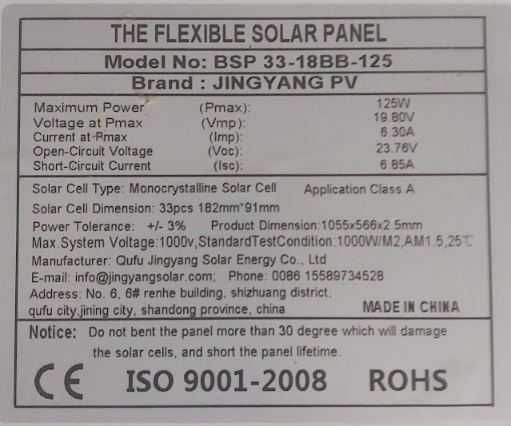 THE FLEXIBLE SOLAR PANEL
Model No: BSP 33-18BB-125
Brand : JINGYANG PV
Maximum Power (Pmax): 125W
Voltage at Pmax (Vmp): 19.80V
Current at Pmax (Imp): 6.30A
Open-Circuit Voltage (Voc): 23.76V
Short-Circuit Current (Isc): 6.85A
Solar Cell Type: Monocrystalline Solar Cell Application Class A
Solar Cell Dimension: 33pcs 182mm*91mm
Power Tolerance: +/- 3% Product Dimension:1055x566x2.5mm
Max.System Voltage:1000v,StandardTestCondition:1000W/M2,AM1.5,25℃
Manufacturer: Qufu Jingyang Solar Energy Co., Ltd
E-mail: info@jingyangsolar.com; Phone: 0086 15589734528
Address: No. 6, 6# renhe building, shizhuang district.
qufu city,jining city, shandong province, china MADE IN CHINA
Notice: Do not bent the panel more than 30 degree which will damage
the solar cells, and short the panel lifetime.
CE ISO 9001-2008 ROHS